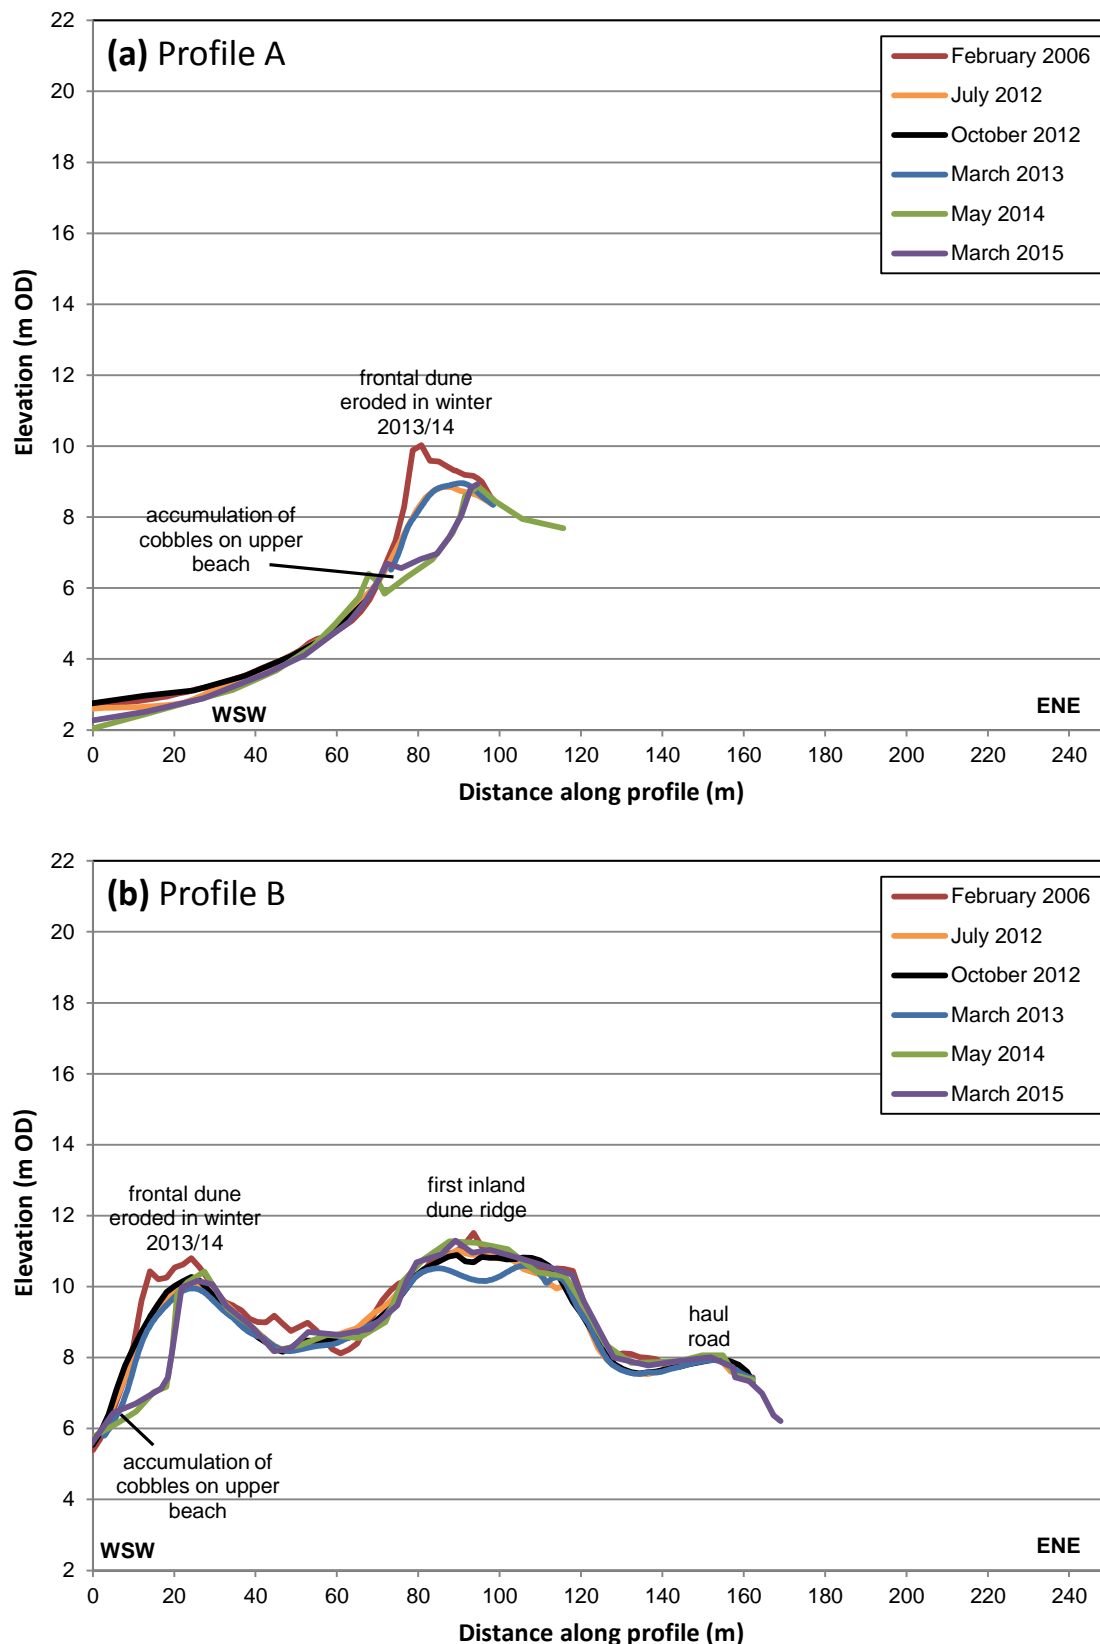 (a) Profile A
22
20
18
16
14
12
10
8
6
4
2
Elevation (m OD)
February 2006
July 2012
October 2012
March 2013
May 2014
March 2015
frontal dune
eroded in winter
2013/14
accumulation of
cobbles on upper
beach
WSW
ENE
0 20 40 60 80 100 120 140 160 180 200 220 240
Distance along profile (m)
(b) Profile B
22
20
18
16
14
12
10
8
6
4
2
Elevation (m OD)
February 2006
July 2012
October 2012
March 2013
May 2014
March 2015
frontal dune
eroded in winter
2013/14
first inland
dune ridge
haul
road
accumulation of
cobbles on upper
beach
WSW
ENE
0 20 40 60 80 100 120 140 160 180 200 220 240
Distance along profile (m)